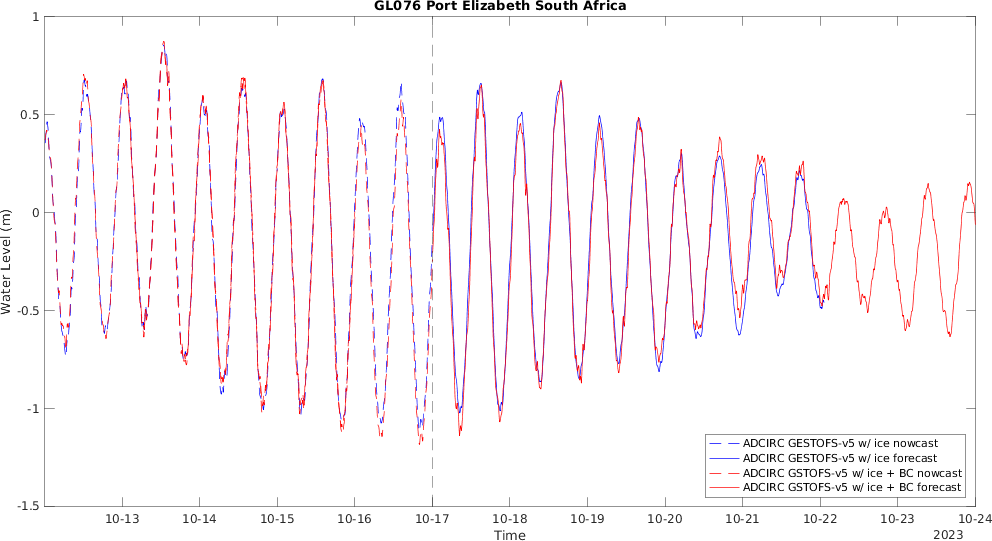 GL076 Port Elizabeth South Africa
1
0.5
0
-0.5
-1
-1.5
Water Level (m)
10-13 10-14 10-15 10-16 10-17 10-18 10-19 10-20 10-21 10-22 10-23 10-24
Time
2023
ADCIRC GESTOFS-v5 w/ ice nowcast
ADCIRC GESTOFS-v5 w/ ice forecast
ADCIRC GSTOFS-v5 w/ ice + BC nowcast
ADCIRC GSTOFS-v5 w/ ice + BC forecast